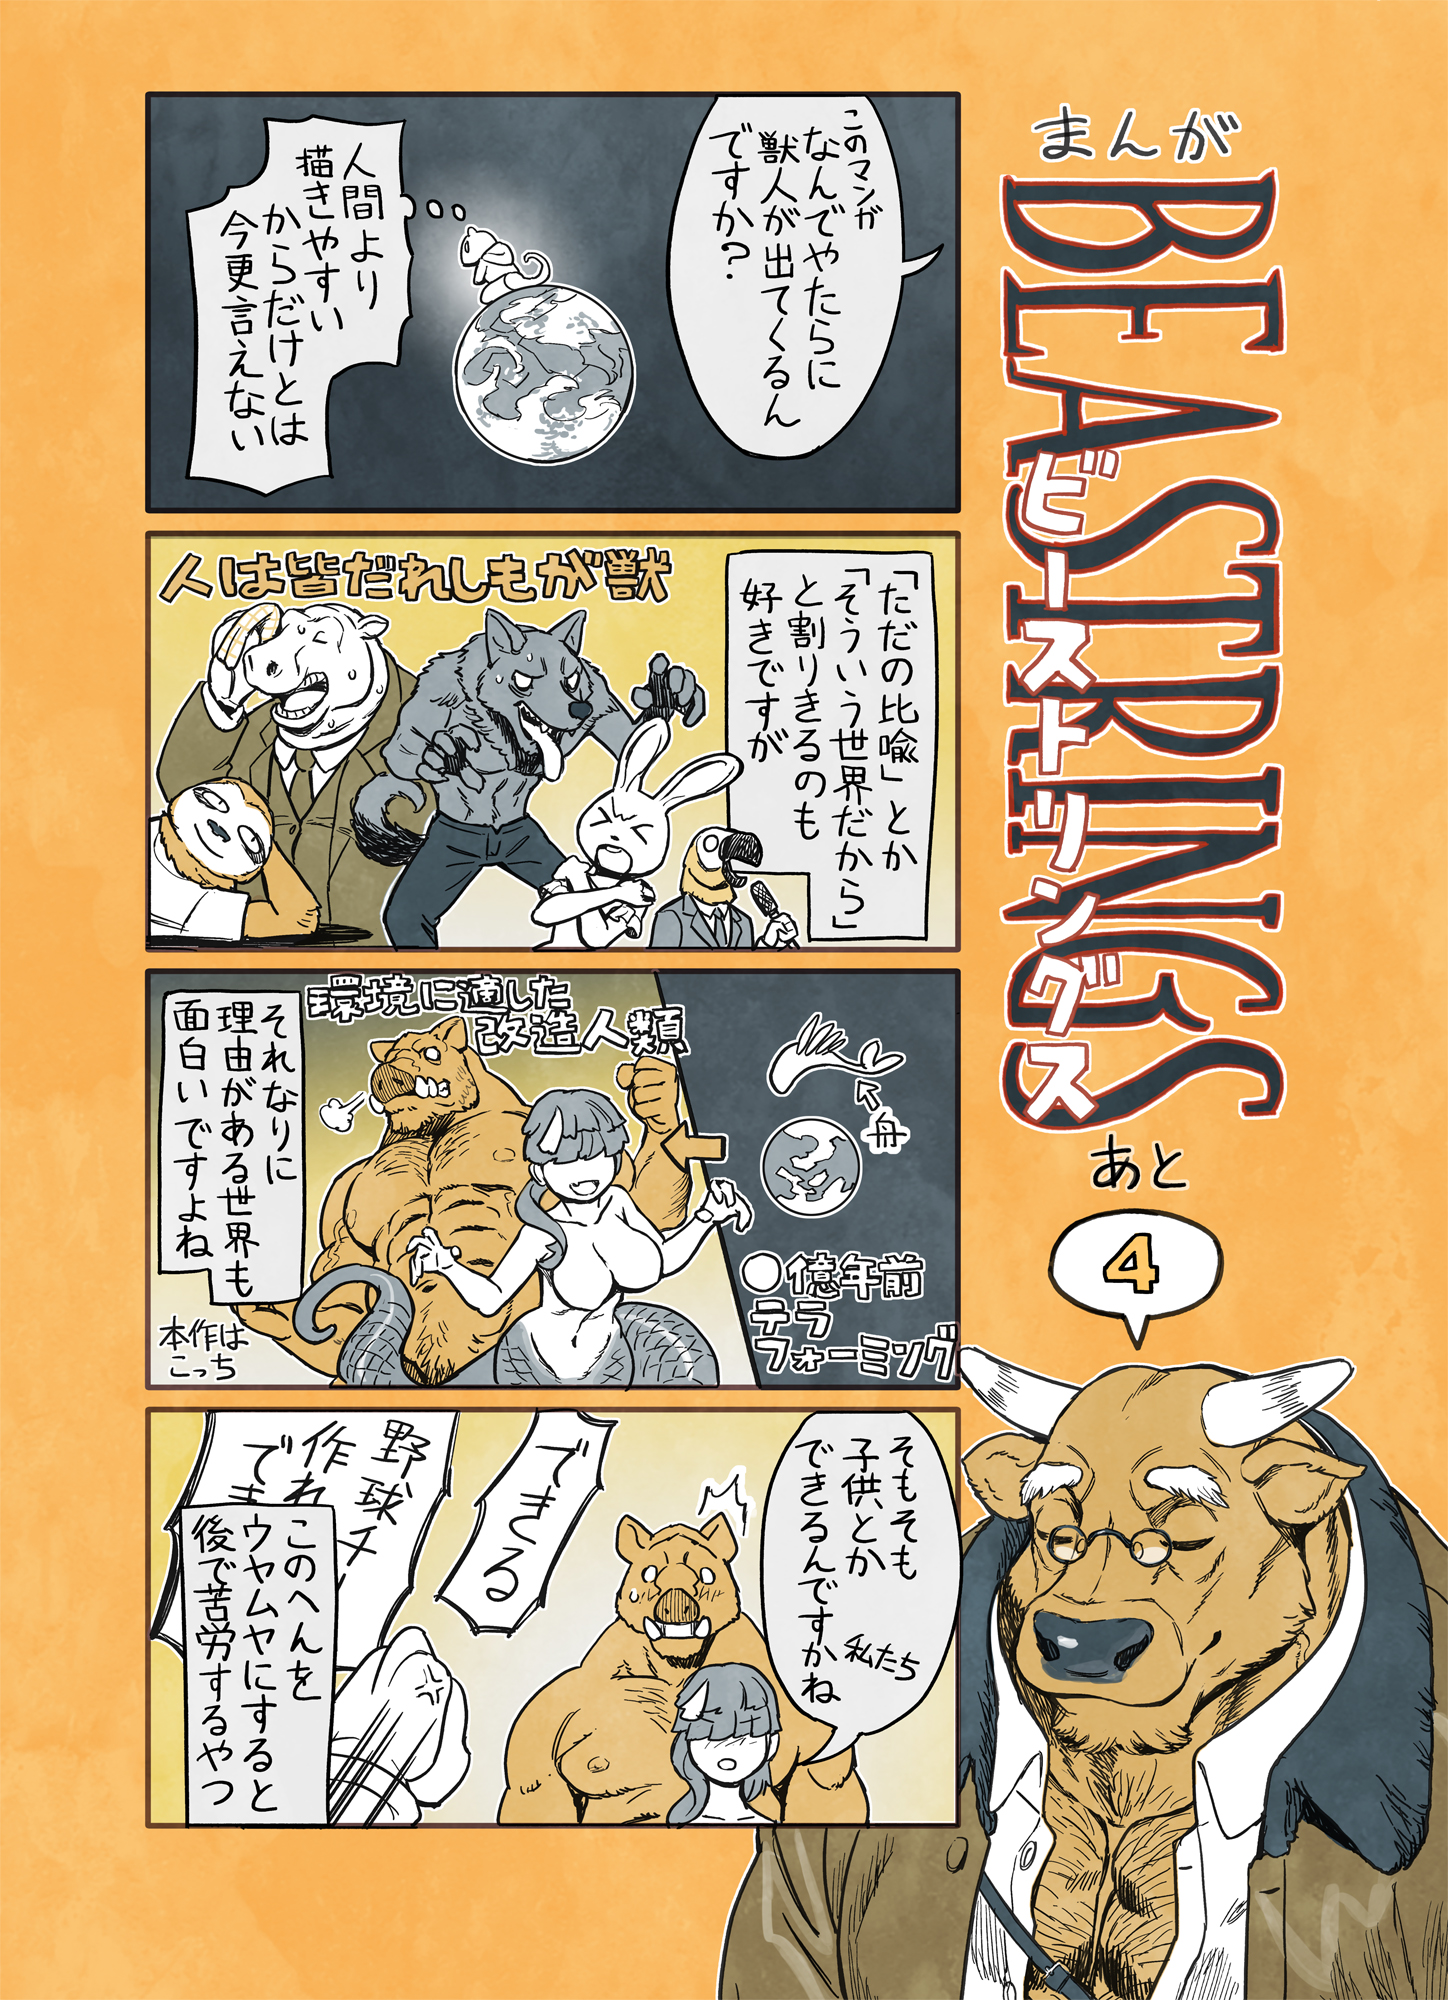 まんが
BEASTRINGS
ビーストリングス
あと
4
このマンガ
なんでやたらに
獣人が出てくるん
ですか?
人間より
描きやすい
からだけとは
今更言えない
人は皆だれしもが獣
「ただの比喩」とか
「そういう世界だから」
と割りきるのも
好きですが
舟
●億年前
テラ
フォーミング
環境に適した
改造人類
それなりに
理由がある世界も
面白いですよね
本作は
こっち
そもそも
子供とか
できるんですかね
私たち
できる
野球チー
作れ
でき
このへんを
ウヤムヤにすると
後で苦労するやつ